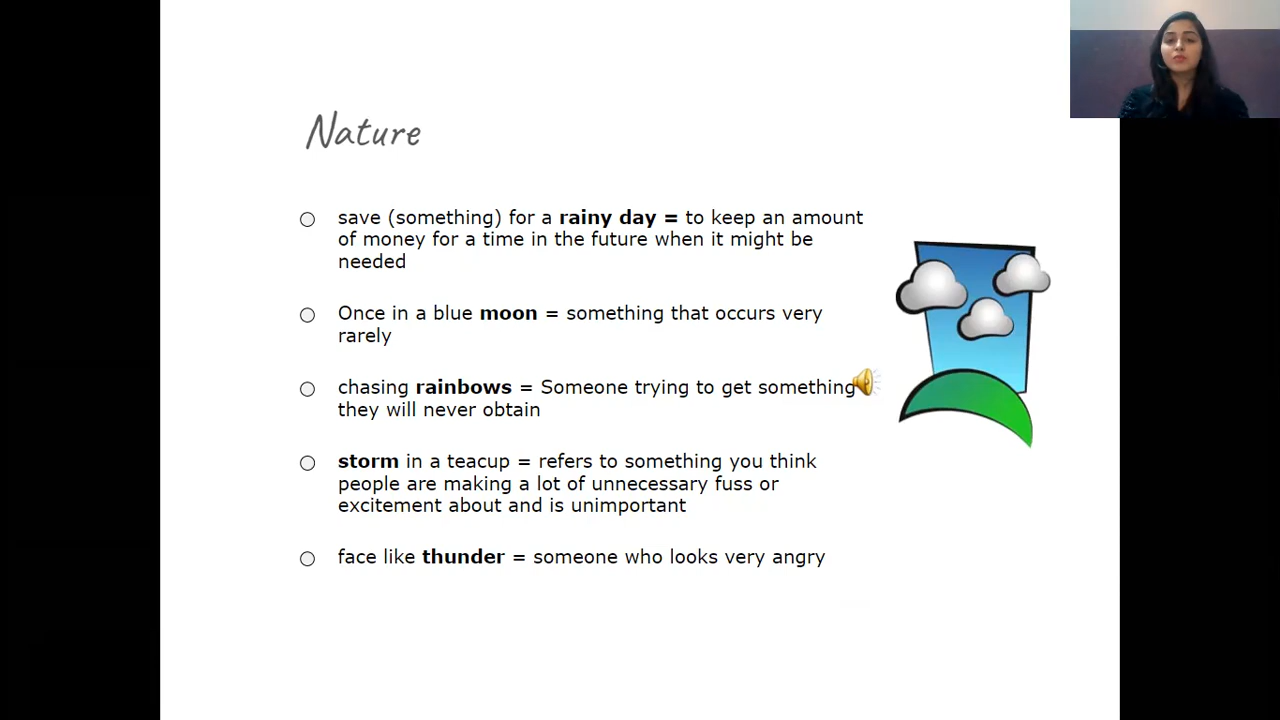 Nature
save (something) for a rainy day = to keep an amount
of money for a time in the future when it might be
needed
Once in a blue moon = something that occurs very
rarely
chasing rainbows = Someone trying to get something
they will never obtain
storm in a teacup = refers to something you think
people are making a lot of unnecessary fuss or
excitement about and is unimportant
face like thunder = someone who looks very angry